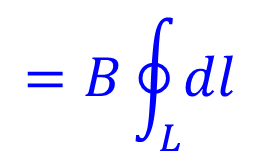 = B ∮_L dl